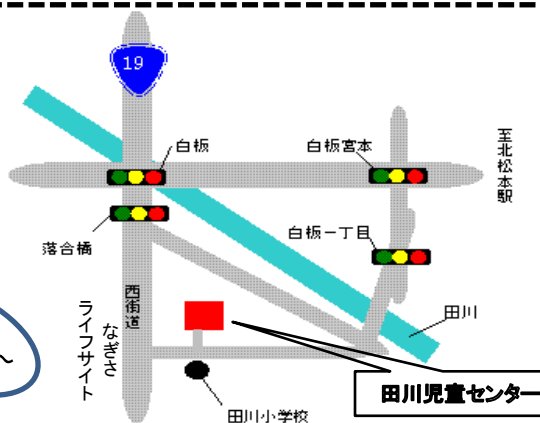 19
白板
白板宮本
至北松本駅
落合橋
白板一丁目
西街道
なぎさ
ライフサイト
田川
～
田川児童センター
田川小学校